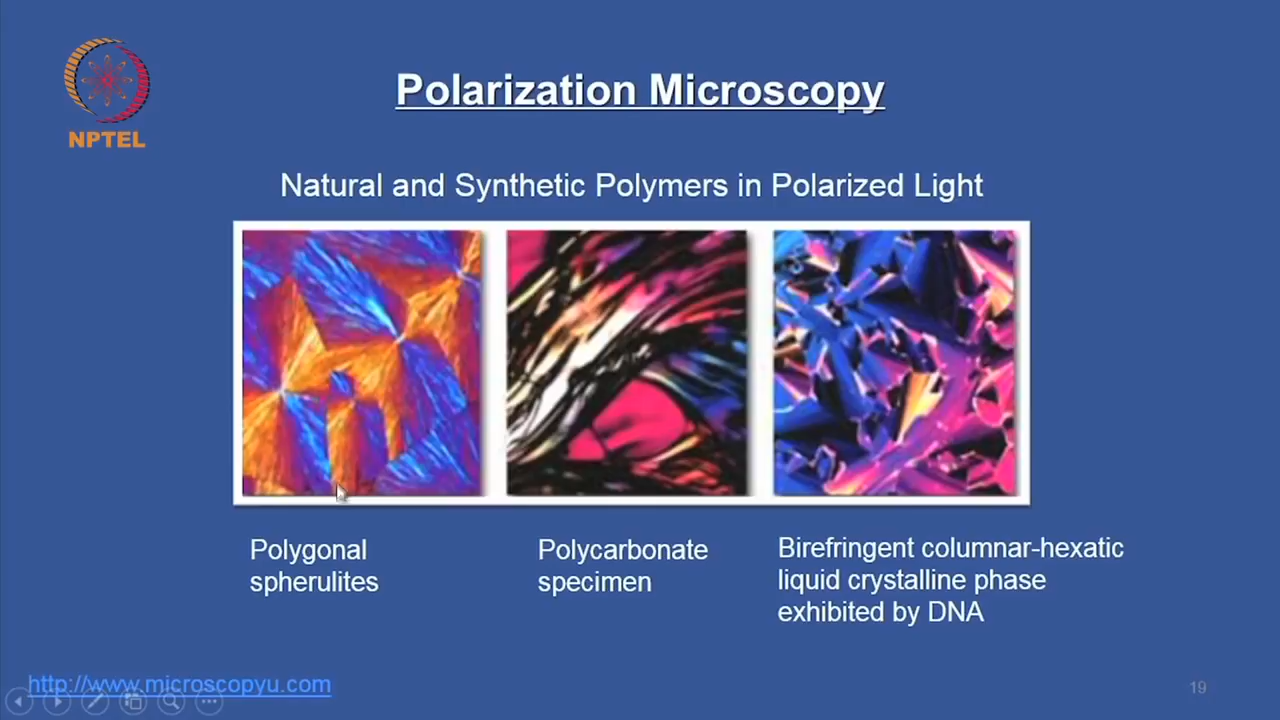 NPTEL
Polarization Microscopy
Natural and Synthetic Polymers in Polarized Light
Polygonal
spherulites
Polycarbonate
specimen
Birefringent columnar-hexatic
liquid crystalline phase
exhibited by DNA
http://www.microscopyu.com
19